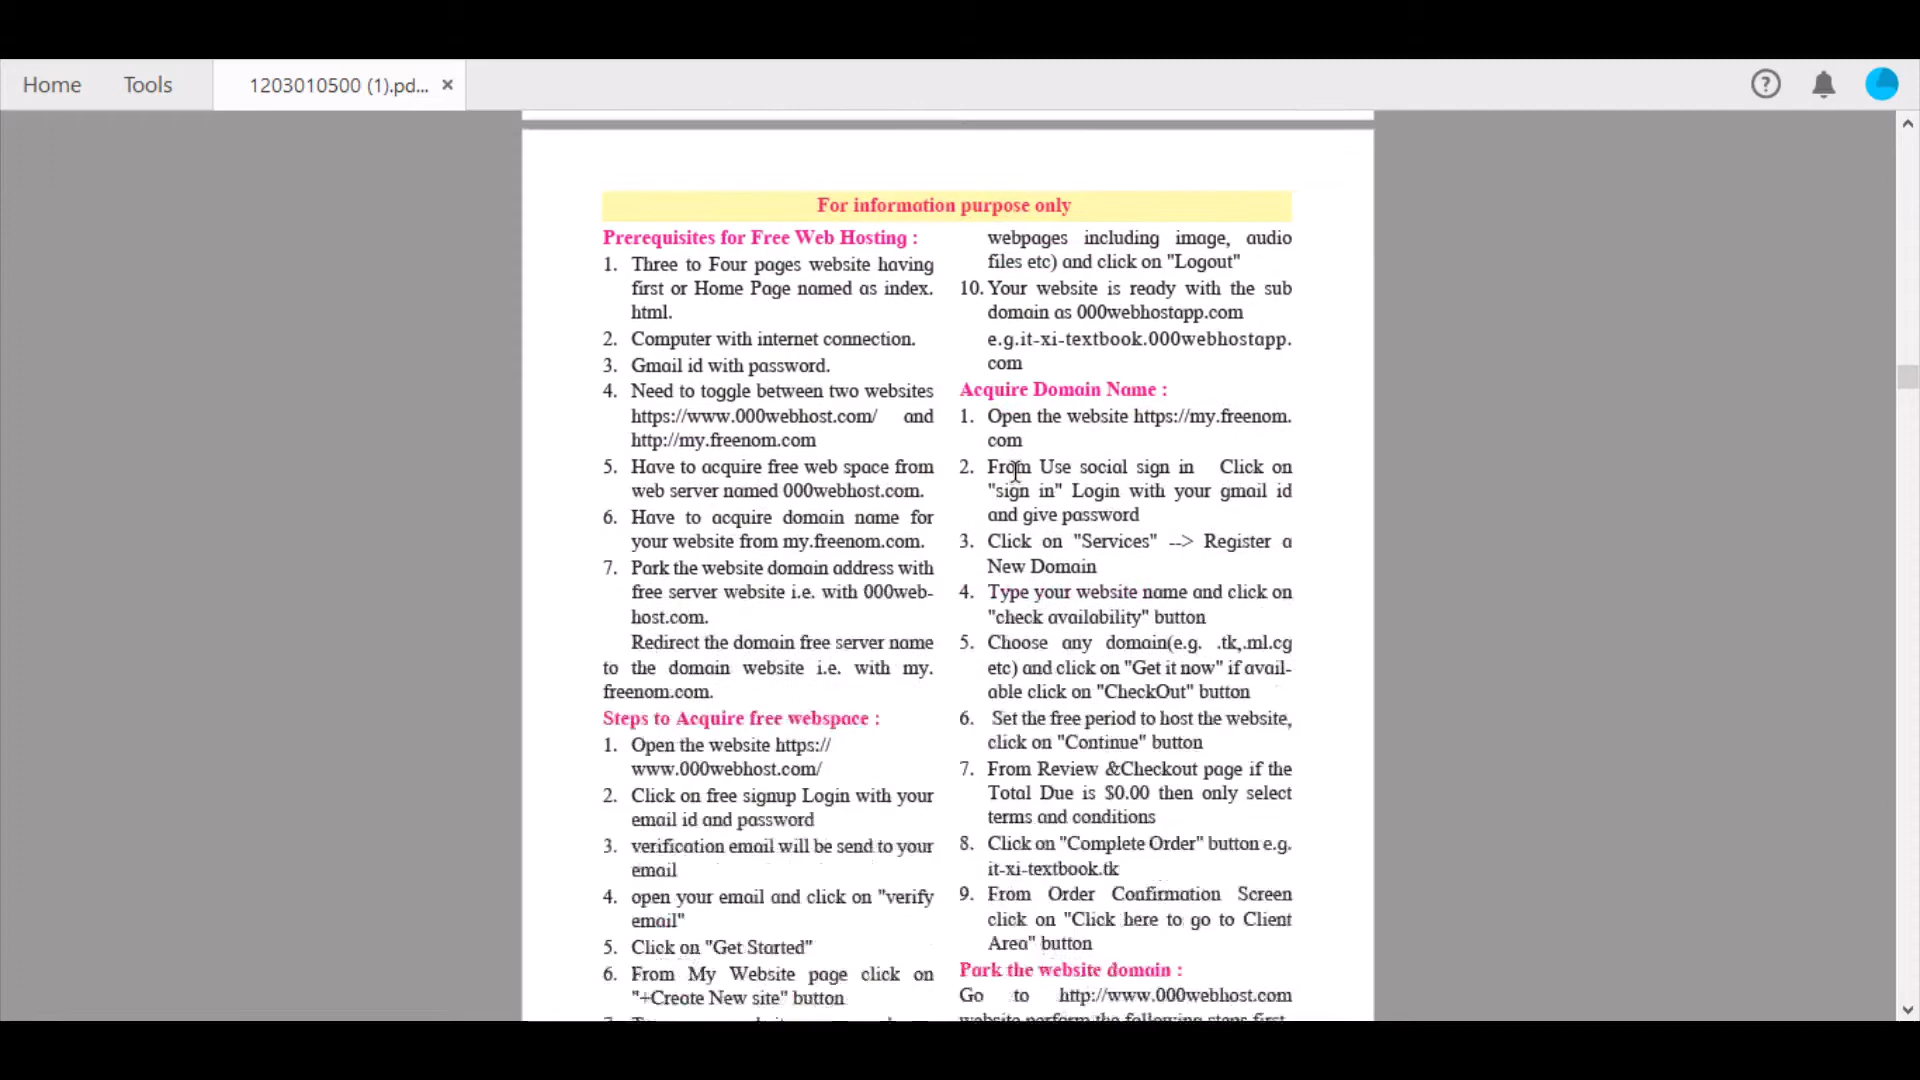 Home
Tools
1203010500 (1).pd...
For information purpose only
Prerequisites for Free Web Hosting :
1. Three to Four pages website having
first or Home Page named as index.
html.
2. Computer with internet connection.
3. Gmail id with password.
4. Need to toggle between two websites
https://www.000webhost.com/ and
http://my.freenom.com
5. Have to acquire free web space from
web server named 000webhost.com.
6. Have to acquire domain name for
your website from my.freenom.com.
7. Park the website domain address with
free server website i.e. with 000web-
host.com.
Redirect the domain free server name
to the domain website i.e. with my.
freenom.com.
Steps to Acquire free webspace :
1. Open the website https://
www.000webhost.com/
2. Click on free signup Login with your
email id and password
3. verification email will be send to your
email
4. open your email and click on "verify
email"
5. Click on "Get Started"
6. From My Website page click on
"+Create New site" button
webpages including image, audio
files etc) and click on "Logout"
10. Your website is ready with the sub
domain as 000webhostapp.com
e.g.it-xi-textbook.000webhostapp.
com
Acquire Domain Name :
1. Open the website https://my.freenom.
com
2. From Use social sign in Click on
"sign in" Login with your gmail id
and give password
3. Click on "Services" --> Register a
New Domain
4. Type your website name and click on
"check availability" button
5. Choose any domain(e.g. .tk,.ml.cg
etc) and click on "Get it now" if avail-
able click on "CheckOut" button
6. Set the free period to host the website,
click on "Continue" button
7. From Review &Checkout page if the
Total Due is $0.00 then only select
terms and conditions
8. Click on "Complete Order" button e.g.
it-xi-textbook.tk
9. From Order Confirmation Screen
click on "Click here to go to Client
Area" button
Park the website domain :
Go to http://www.000webhost.com
website perform the following steps first